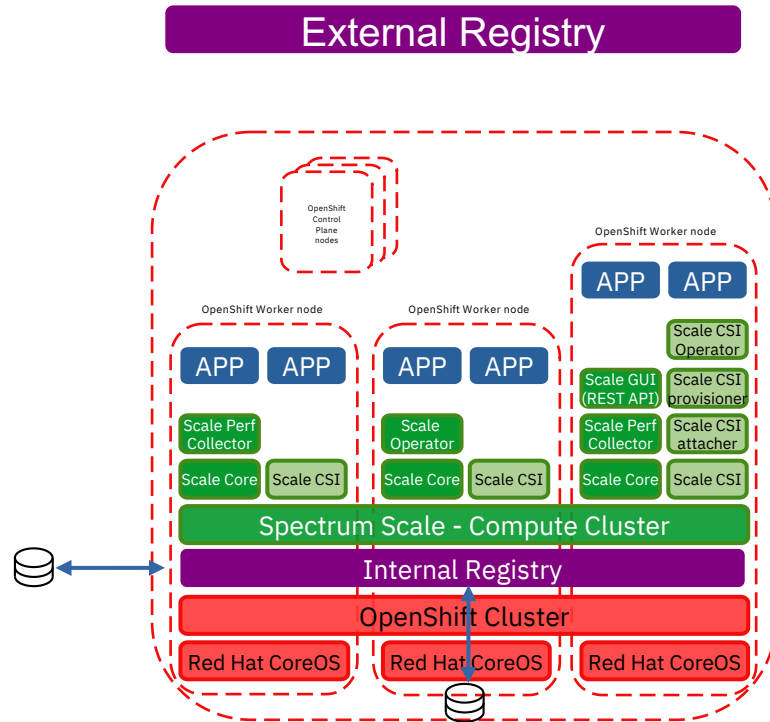 External Registry
OpenShift
Control
Plane
nodes
OpenShift Worker node
APP APP
OpenShift Worker node
OpenShift Worker node
Scale CSI
Operator
APP APP
APP APP
Scale GUI
(REST API)
Scale CSI
provisioner
Scale Perf
Collector
Scale
Operator
Scale Perf
Collector
Scale CSI
attacher
Scale Core
Scale CSI
Scale Core
Scale CSI
Scale Core
Scale CSI
Spectrum Scale - Compute Cluster
Internal Registry
OpenShift Cluster
Red Hat CoreOS
Red Hat CoreOS
Red Hat CoreOS